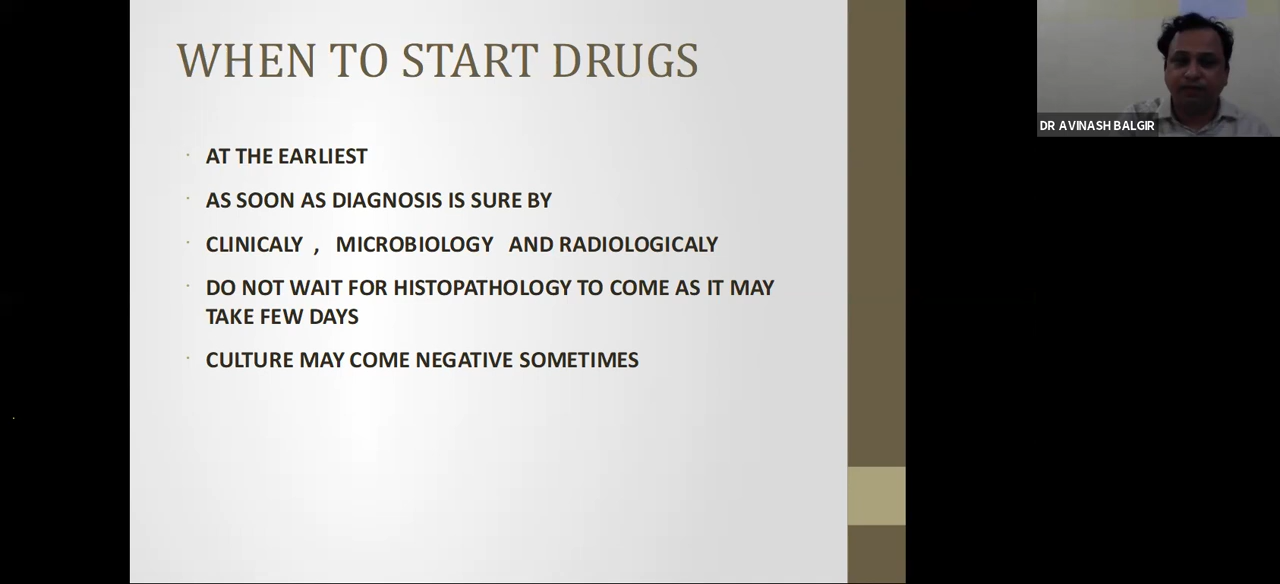 WHEN TO START DRUGS
DR AVINASH BALGIR
AT THE EARLIEST
AS SOON AS DIAGNOSIS IS SURE BY
CLINICALY , MICROBIOLOGY AND RADIOLOGICALY
DO NOT WAIT FOR HISTOPATHOLOGY TO COME AS IT MAY
TAKE FEW DAYS
CULTURE MAY COME NEGATIVE SOMETIMES